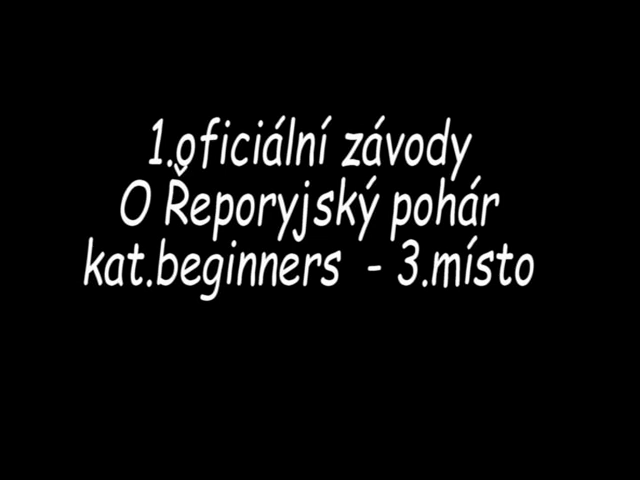 1.oficiální závody
O Řeporyjský pohár
kat.beginners - 3.místo